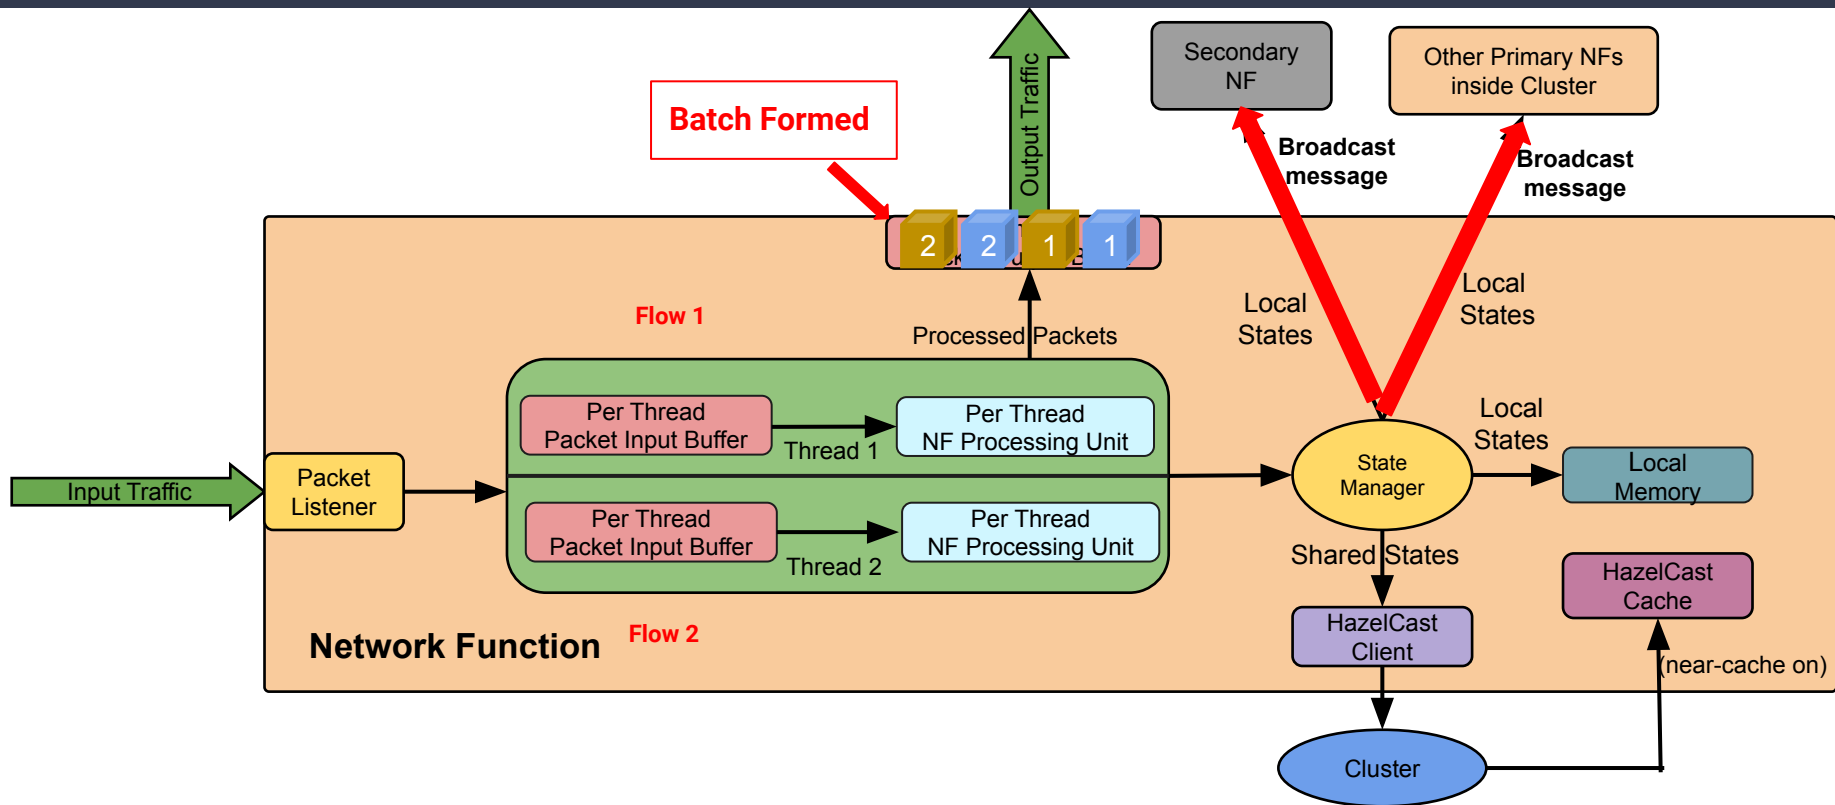 Secondary
NF
Other Primary NFs
inside Cluster
Output Traffic
Batch Formed
Broadcast
message
Broadcast
message
2
2
1
1
Flow 1
Processed Packets
Local
States
Local
States
Per Thread
Packet Input Buffer
Thread 1
Per Thread
NF Processing Unit
Local
States
Input Traffic
Packet
Listener
State
Manager
Local
Memory
Per Thread
Packet Input Buffer
Thread 2
Per Thread
NF Processing Unit
Shared States
HazelCast
Cache
HazelCast
Client
Network Function
Flow 2
(near-cache on)
Cluster